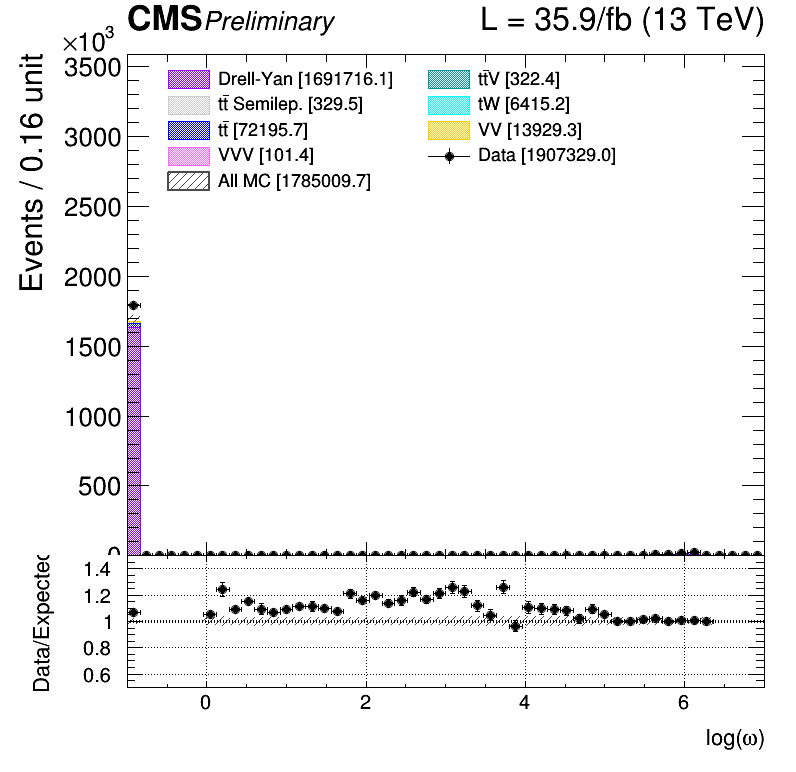 CMS Preliminary L = 35.9/fb (13 TeV)
×10³
Events / 0.16 unit
3500
3000
2500
2000
1500
1000
500
0
Drell-Yan [1691716.1]
tt̄ Semilep. [329.5]
tt̄ [72195.7]
VVV [101.4]
All MC [1785009.7]
tt̄V [322.4]
tW [6415.2]
VV [13929.3]
Data [1907329.0]
Data/Expected
1.4
1.2
1
0.8
0.6
0 2 4 6
log(ω)